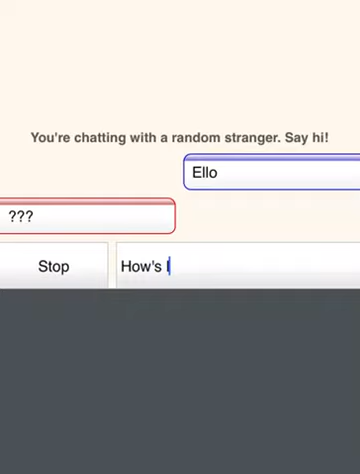 You're chatting with a random stranger. Say hi!
Ello
???
Stop
How's l